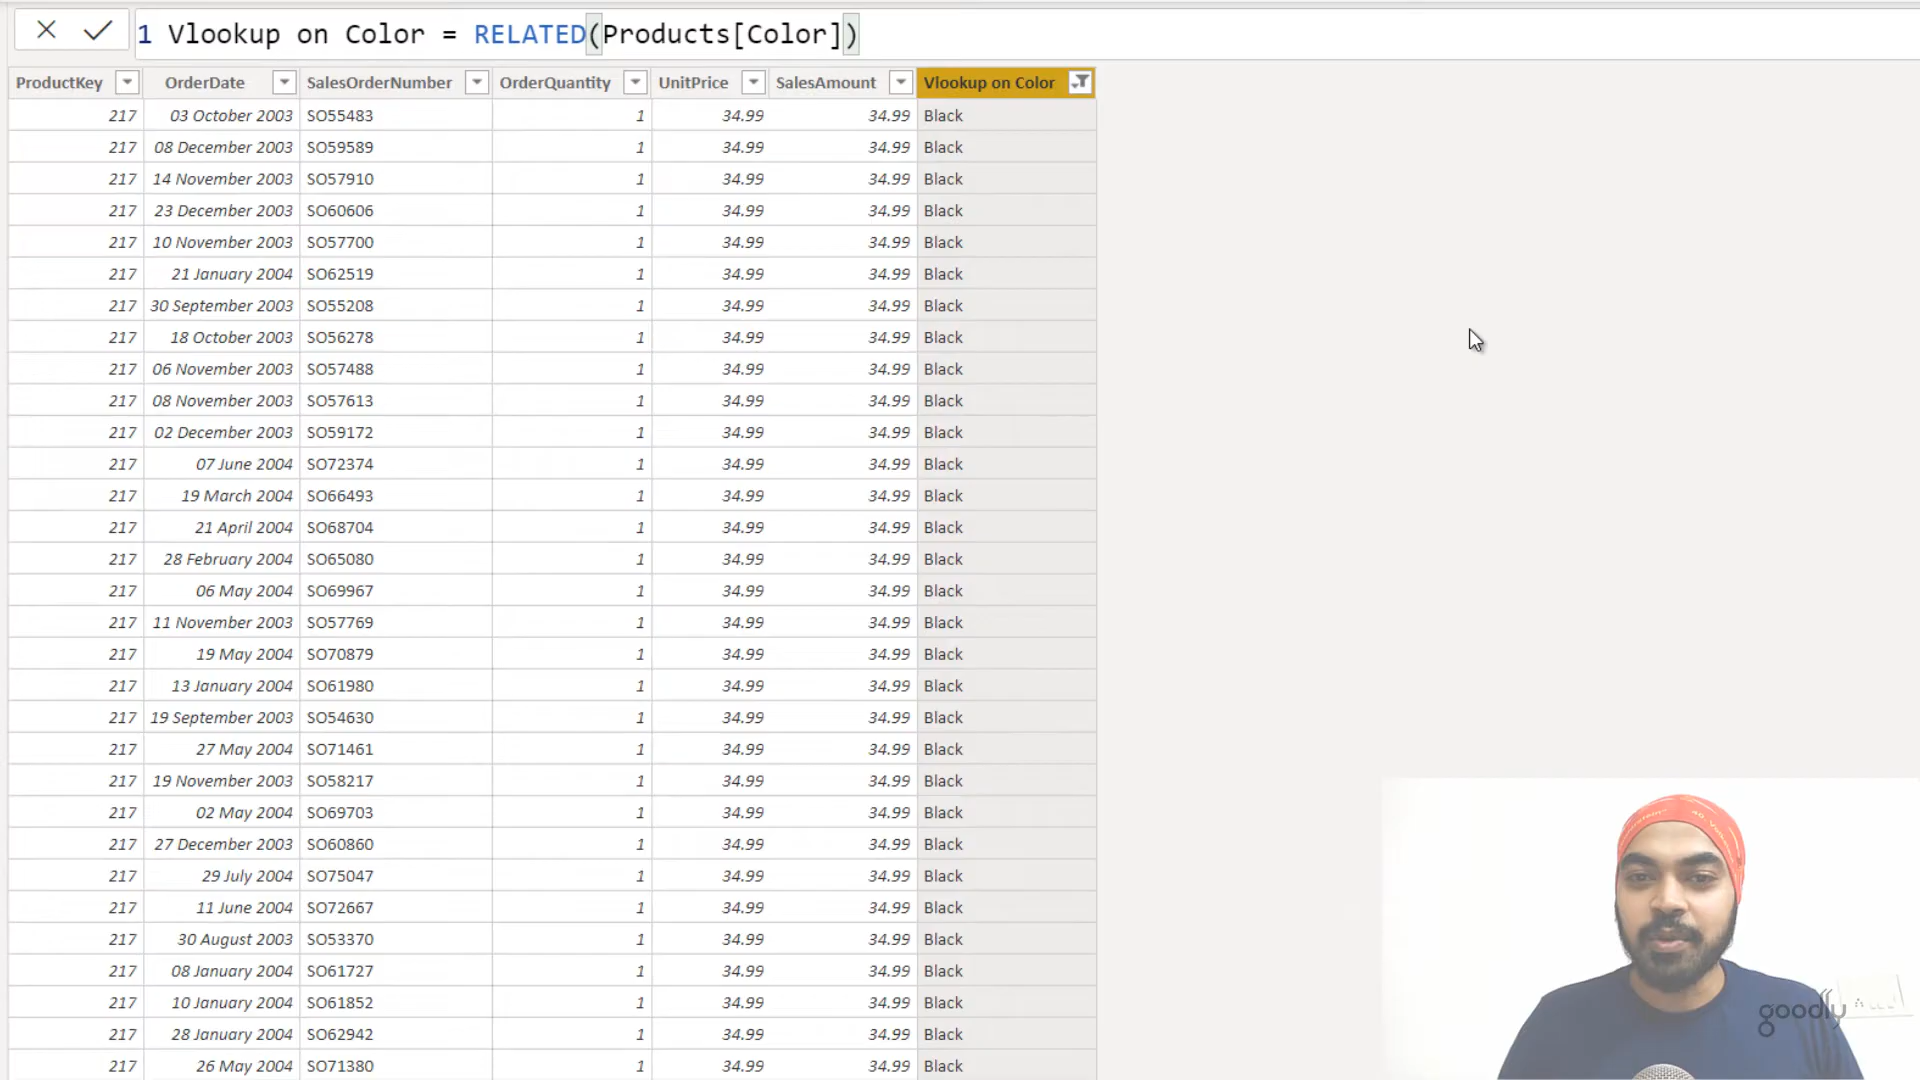 1 Vlookup on Color = RELATED(Products[Color])
ProductKey OrderDate SalesOrderNumber OrderQuantity UnitPrice SalesAmount Vlookup on Color
217 03 October 2003 SO55483 1 34.99 34.99 Black
217 08 December 2003 SO59589 1 34.99 34.99 Black
217 14 November 2003 SO57910 1 34.99 34.99 Black
217 23 December 2003 SO60606 1 34.99 34.99 Black
217 10 November 2003 SO57700 1 34.99 34.99 Black
217 21 January 2004 SO62519 1 34.99 34.99 Black
217 30 September 2003 SO55208 1 34.99 34.99 Black
217 18 October 2003 SO56278 1 34.99 34.99 Black
217 06 November 2003 SO57488 1 34.99 34.99 Black
217 08 November 2003 SO57613 1 34.99 34.99 Black
217 02 December 2003 SO59172 1 34.99 34.99 Black
217 07 June 2004 SO72374 1 34.99 34.99 Black
217 19 March 2004 SO66493 1 34.99 34.99 Black
217 21 April 2004 SO68704 1 34.99 34.99 Black
217 28 February 2004 SO65080 1 34.99 34.99 Black
217 06 May 2004 SO69967 1 34.99 34.99 Black
217 11 November 2003 SO57769 1 34.99 34.99 Black
217 19 May 2004 SO70879 1 34.99 34.99 Black
217 13 January 2004 SO61980 1 34.99 34.99 Black
217 19 September 2003 SO54630 1 34.99 34.99 Black
217 27 May 2004 SO71461 1 34.99 34.99 Black
217 19 November 2003 SO58217 1 34.99 34.99 Black
217 02 May 2004 SO69703 1 34.99 34.99 Black
217 27 December 2003 SO60860 1 34.99 34.99 Black
217 29 July 2004 SO75047 1 34.99 34.99 Black
217 11 June 2004 SO72667 1 34.99 34.99 Black
217 30 August 2003 SO53370 1 34.99 34.99 Black
217 08 January 2004 SO61727 1 34.99 34.99 Black
217 10 January 2004 SO61852 1 34.99 34.99 Black
217 28 January 2004 SO62942 1 34.99 34.99 Black
217 26 May 2004 SO71380 1 34.99 34.99 Black
goodly